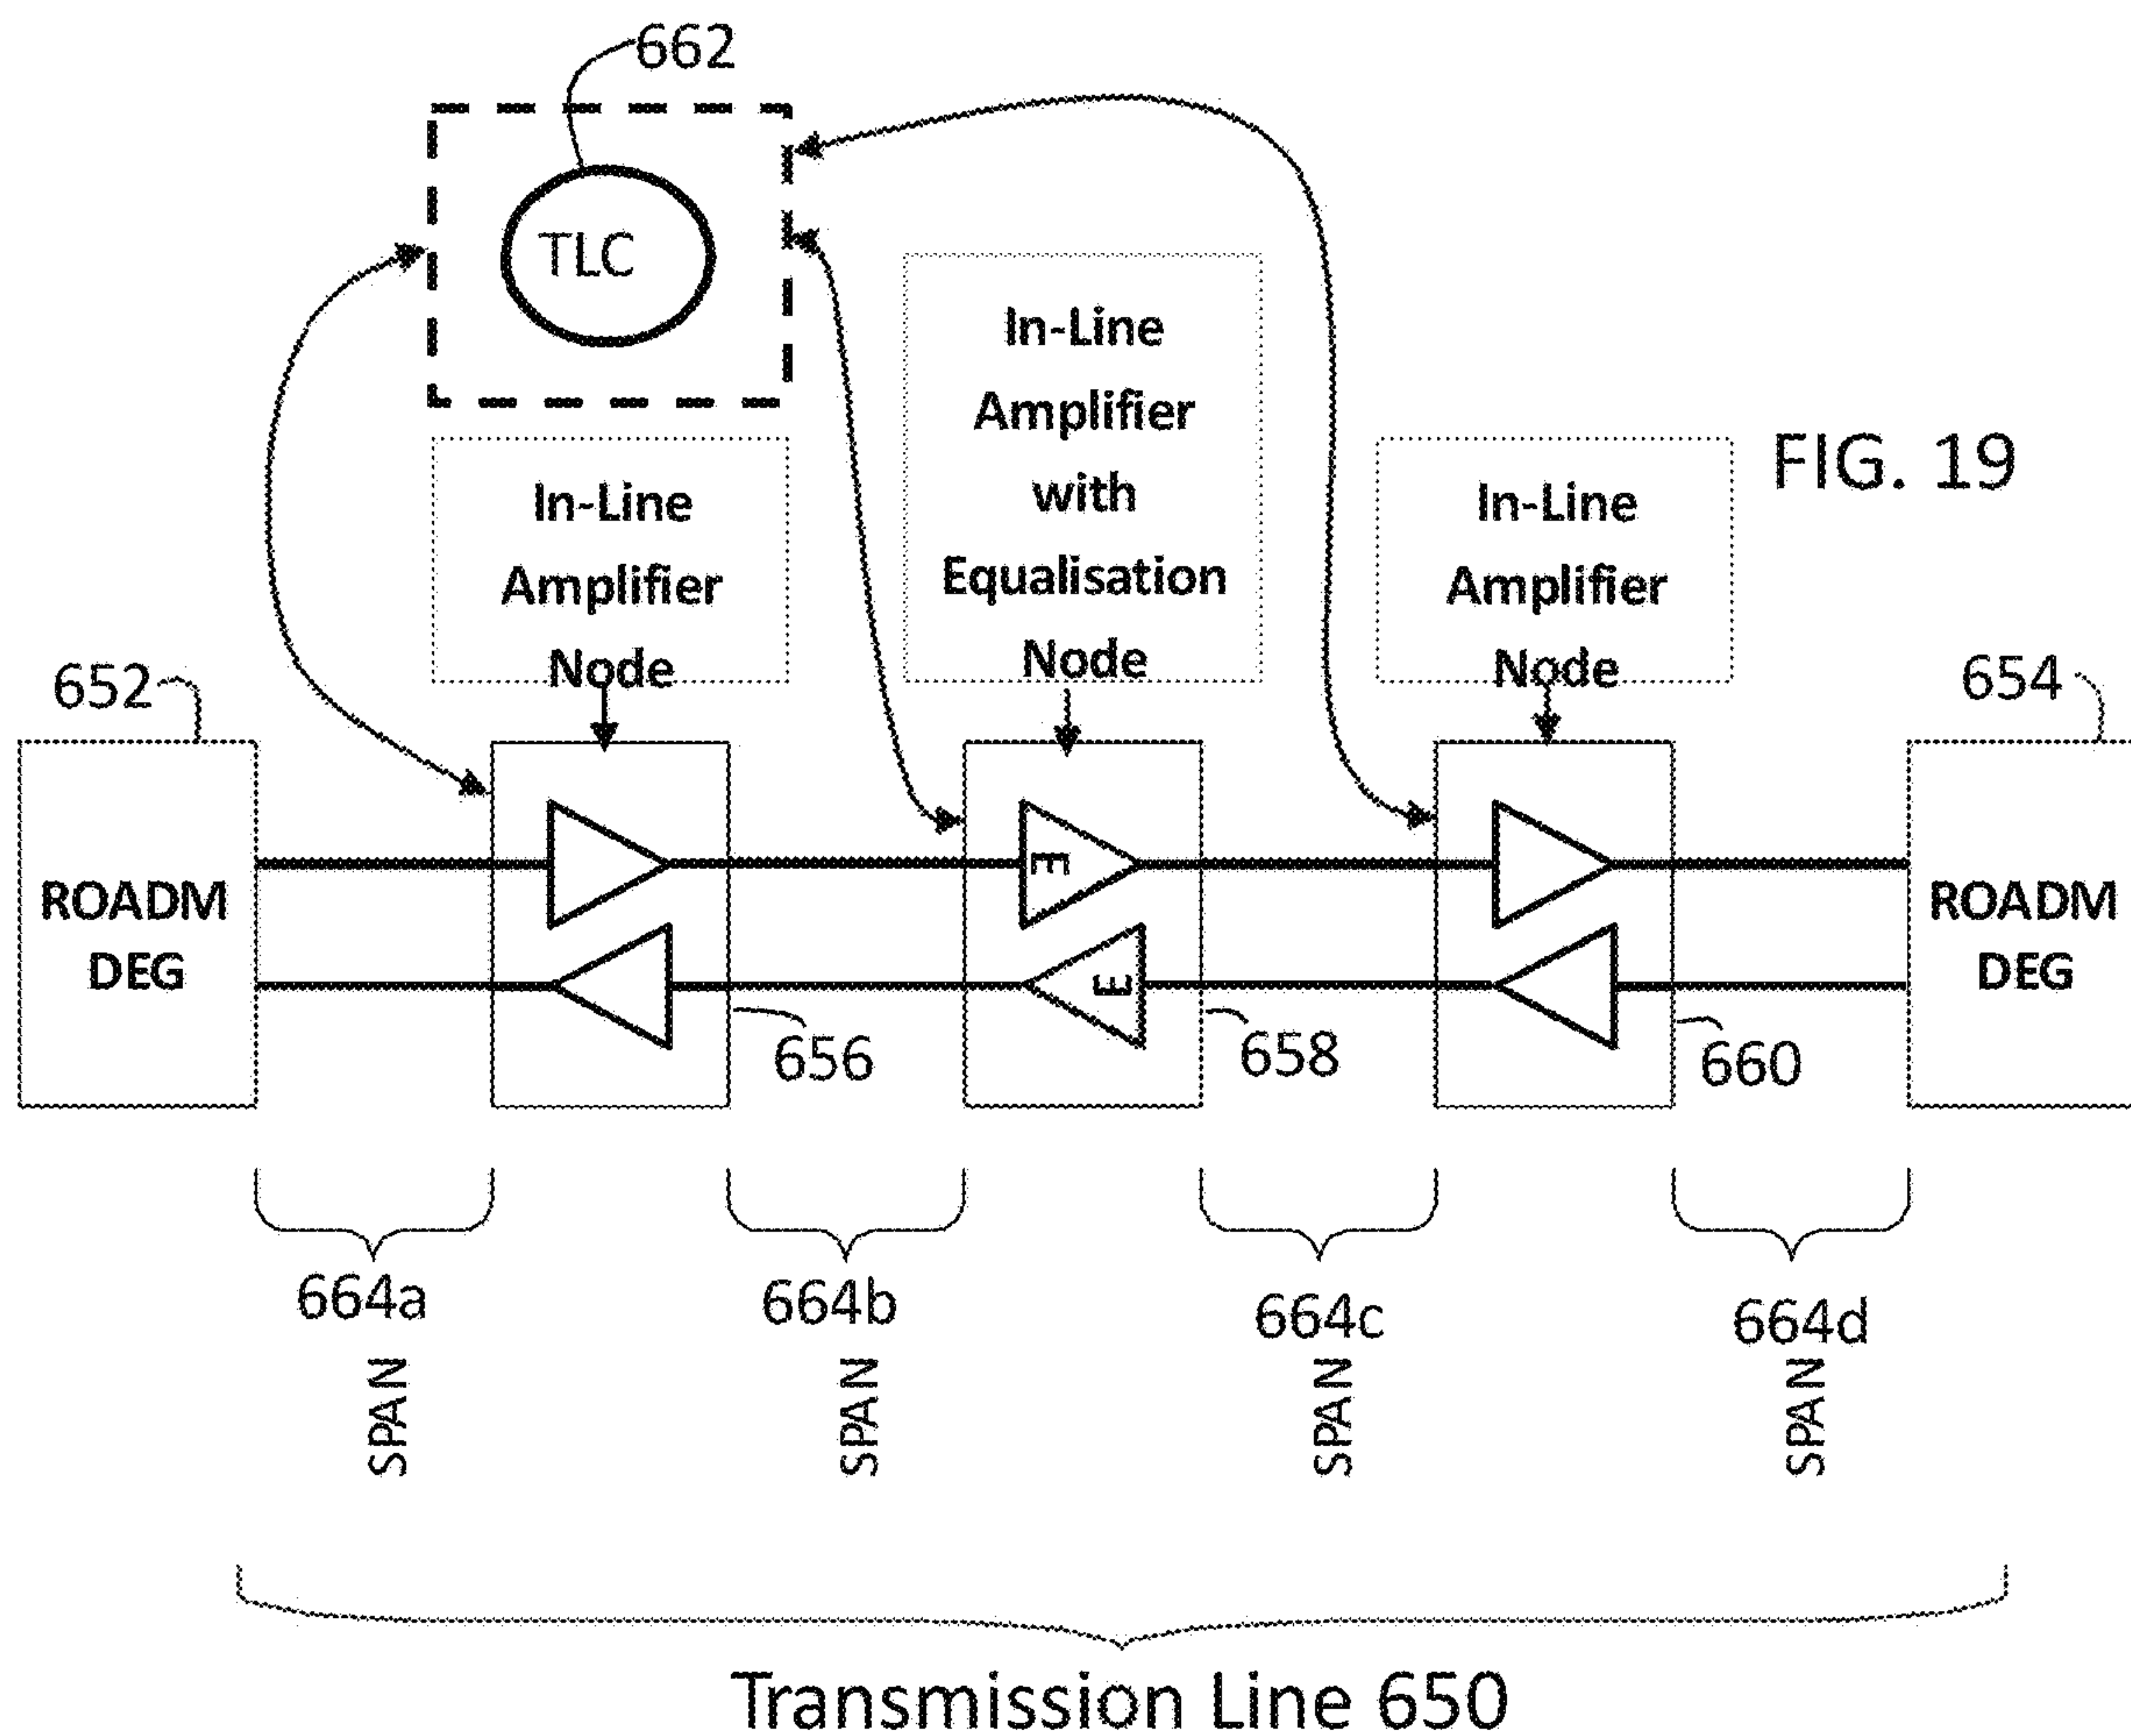 662
TLC
In-Line
Amplifier
Node
In-Line
Amplifier
with
Equalisation
Node
In-Line
Amplifier
Node
FIG. 19
652
654
ROADM
DEG
E
E
ROADM
DEG
656
658
660
664a
664b
664c
664d
SPAN
SPAN
SPAN
SPAN
Transmission Line 650